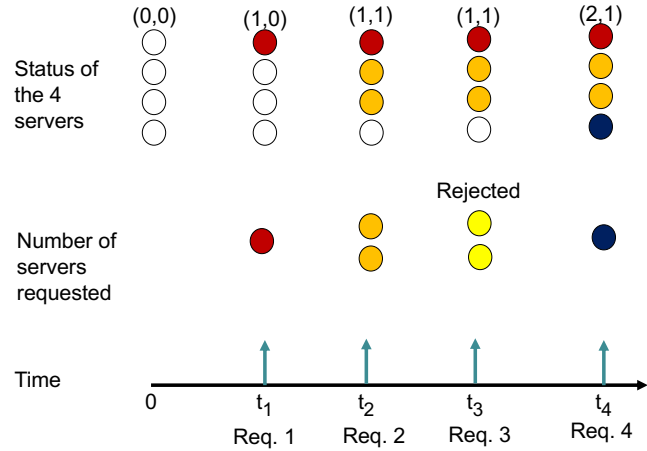 (0,0) (1,0) (1,1) (1,1) (2,1)
Status of
the 4
servers
Rejected
Number of
servers
requested
Time
0 t1 t2 t3 t4
Req. 1 Req. 2 Req. 3 Req. 4